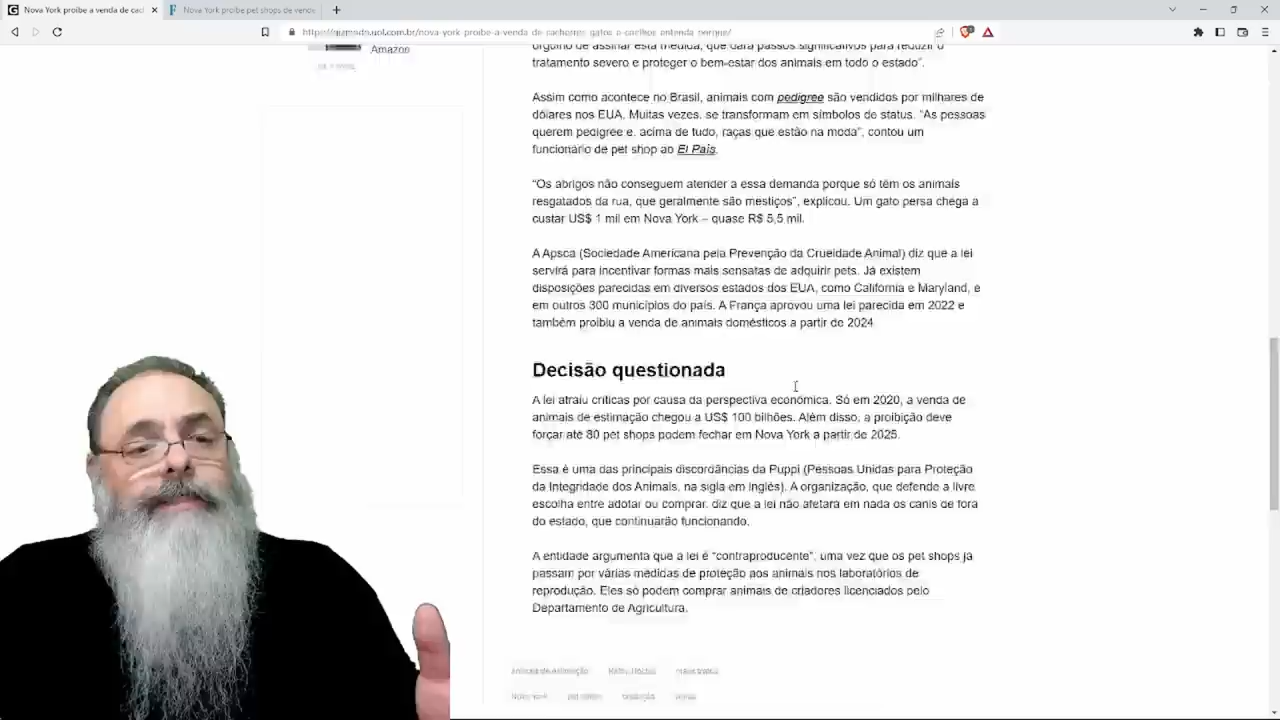 Nova York proíbe a venda de cac
Nova York proíbe pet shops de vende
gizmodo.uol.com.br/nova-york-proibe-a-venda-de-cachorros-gatos-e-coelhos-entenda-porque/
Amazon
orgulho de assinar esta medida, que dará passos significativos para reduzir o
tratamento severo e proteger o bem-estar dos animais em todo o estado”.
Assim como acontece no Brasil, animais com pedigree são vendidos por milhares de
dólares nos EUA. Muitas vezes, se transformam em símbolos de status. “As pessoas
querem pedigree e, acima de tudo, raças que estão na moda”, contou um
funcionário de pet shop ao El País.
“Os abrigos não conseguem atender a essa demanda porque só têm os animais
resgatados da rua, que geralmente são mestiços”, explicou. Um gato persa chega a
custar US$ 1 mil em Nova York – quase R$ 5,5 mil.
A Apsca (Sociedade Americana pela Prevenção da Crueldade Animal) diz que a lei
servirá para incentivar formas mais sensatas de adquirir pets. Já existem
disposições parecidas em diversos estados dos EUA, como Califórnia e Maryland, e
em outros 300 municípios do país. A França aprovou uma lei parecida em 2022 e
também proibiu a venda de animais domésticos a partir de 2024.
Decisão questionada
A lei atraiu críticas por causa da perspectiva econômica. Só em 2020, a venda de
animais de estimação chegou a US$ 100 bilhões. Além disso, a proibição deve
forçar até 80 pet shops podem fechar em Nova York a partir de 2025.
Essa é uma das principais discordâncias da Puppi (Pessoas Unidas para Proteção
da Integridade dos Animais, na sigla em inglês). A organização, que defende a livre
escolha entre adotar ou comprar, diz que a lei não afetará em nada os canis de fora
do estado, que continuarão funcionando.
A entidade argumenta que a lei é “contraproducente”, uma vez que os pet shops já
passam por várias medidas de proteção aos animais nos laboratórios de
reprodução. Eles só podem comprar animais de criadores licenciados pelo
Departamento de Agricultura.
animais de estimação